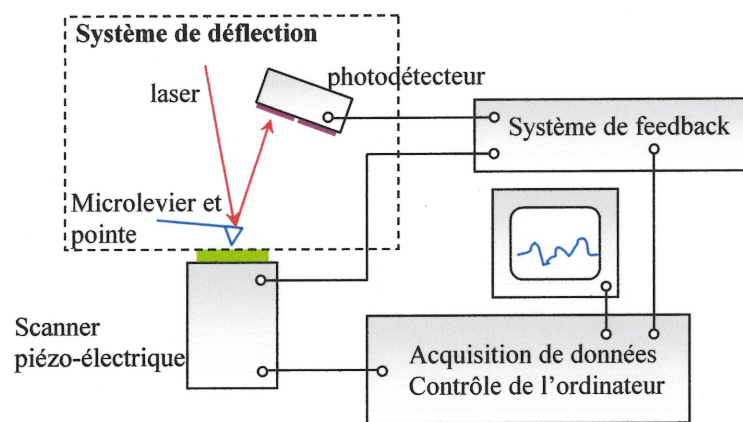 Système de déflection
photodétecteur
laser
Système de feedback
Microlevier et
pointe
Scanner
piézo-électrique
Acquisition de données
Contrôle de l’ordinateur